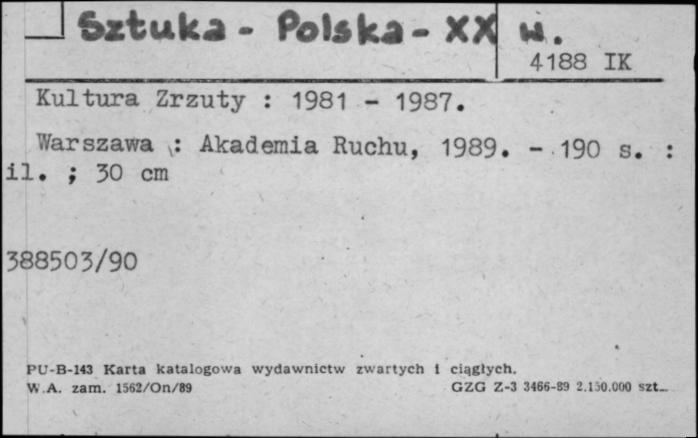 Sztuka - Polska - XX w.
4188 IK
Kultura Zrzuty : 1981 - 1987.
Warszawa : Akademia Ruchu, 1989. - 190 s. :
il. ; 30 cm
388503/90
PU-B-143 Karta katalogowa wydawnictw zwartych i ciągłych.
W.A. zam. 1562/On/89 GZG Z-3 3466-89 2.150.000 szt.